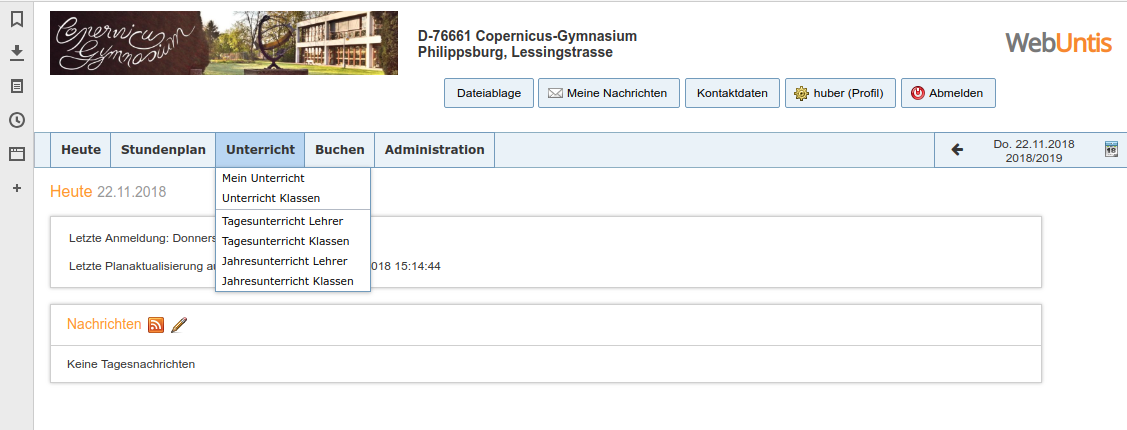 Copernicus
Gymnasium
D-76661 Copernicus-Gymnasium
Philippsburg, Lessingstrasse
WebUntis
Dateiablage
Meine Nachrichten
Kontaktdaten
huber (Profil)
Abmelden
Heute
Stundenplan
Unterricht
Buchen
Administration
Do. 22.11.2018
2018/2019
Mein Unterricht
Unterricht Klassen
Tagesunterricht Lehrer
Tagesunterricht Klassen
Jahresunterricht Lehrer
Jahresunterricht Klassen
Heute 22.11.2018
Letzte Anmeldung: Donners
Letzte Planaktualisierung au 018 15:14:44
Nachrichten
Keine Tagesnachrichten